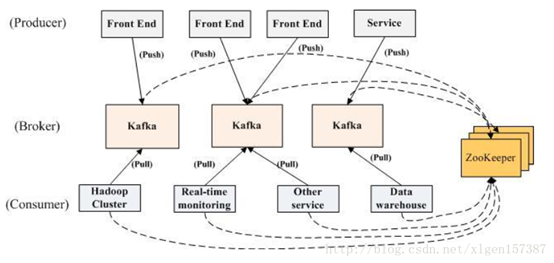 (Producer)
Front End
Front End
Front End
Service
(Push)
(Push)
(Push)
(Push)
(Broker)
Kafka
Kafka
Kafka
ZooKeeper
(Pull)
(Pull)
(Pull)
(Pull)
(Consumer)
Hadoop
Cluster
Real-time
monitoring
Other
service
Data
warehouse
http://blog.csdn.net/xlgen157387